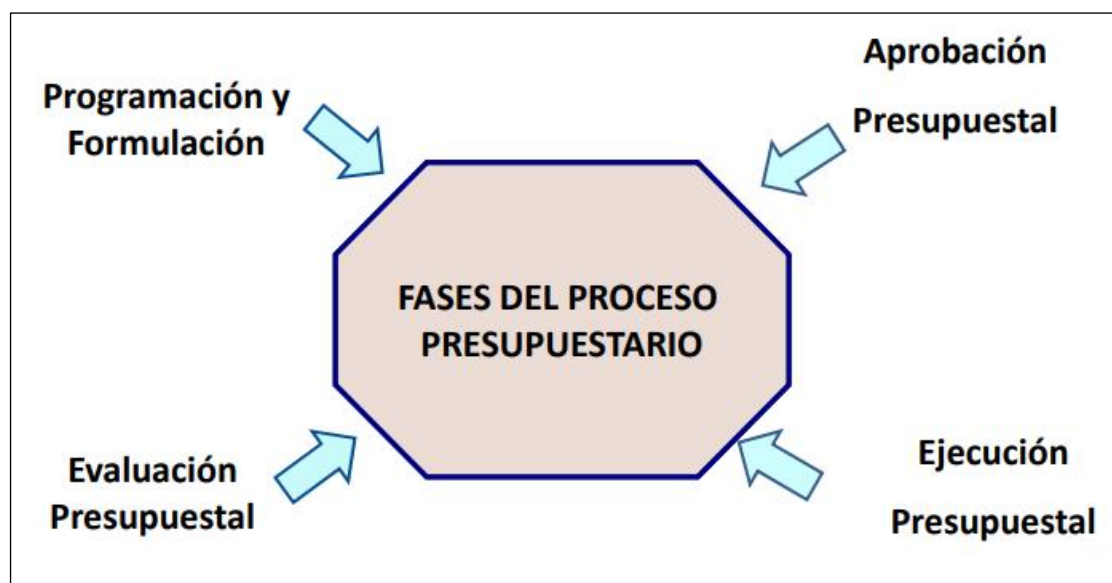 Programación y
Formulación
Aprobación
Presupuestal
FASES DEL PROCESO
PRESUPUESTARIO
Evaluación
Presupuestal
Ejecución
Presupuestal